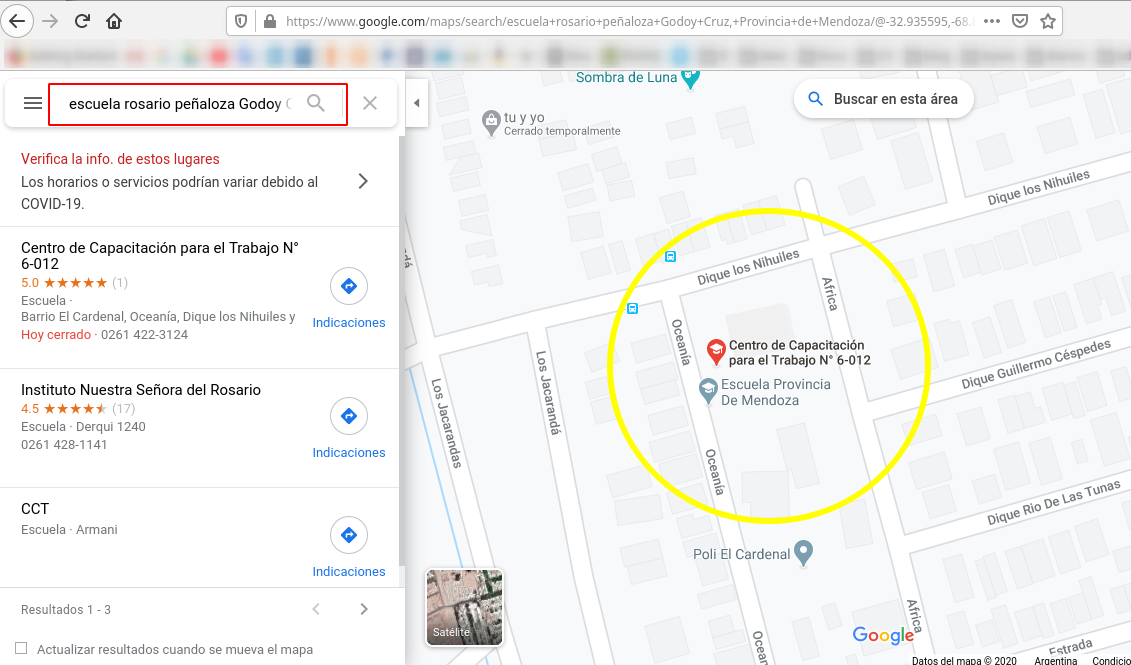 https://www.google.com/maps/search/escuela+rosario+peñaloza+Godoy+Cruz,+Provincia+de+Mendoza/@-32.935595,-68.
escuela rosario peñaloza Godoy
Verifica la info. de estos lugares
Los horarios o servicios podrían variar debido al
COVID-19.
Centro de Capacitación para el Trabajo N°
6-012
5.0 ★★★★★ (1)
Escuela ·
Barrio El Cardenal, Oceanía, Dique los Nihuiles y
Hoy cerrado · 0261 422-3124
Indicaciones
Instituto Nuestra Señora del Rosario
4.5 ★★★★★ (17)
Escuela · Derqui 1240
0261 428-1141
Indicaciones
CCT
Escuela · Armani
Indicaciones
Resultados 1 - 3
Actualizar resultados cuando se mueva el mapa
Sombra de Luna
tu y yo
Cerrado temporalmente
Buscar en esta área
Dique los Nihuiles
Dique los Nihuiles
Africa
Oceanía
Centro de Capacitación
para el Trabajo N° 6-012
Escuela Provincia
De Mendoza
Dique Guillermo Céspedes
Los Jacarandá
Los Jacarandas
Oceanía
Dique Rio De Las Tunas
Poli El Cardenal
Africa
Estrada
Oceanía
Satélite
Google
Datos del mapa © 2020 Argentina Condicio